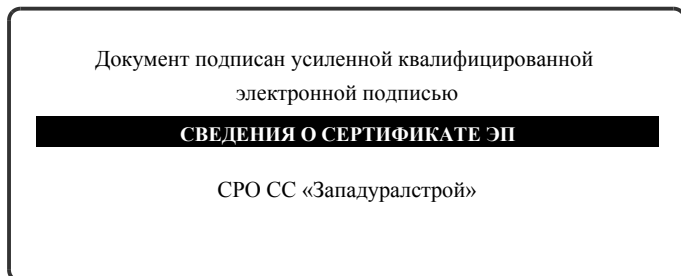 Документ подписан усиленной квалифицированной
электронной подписью
СВЕДЕНИЯ О СЕРТИФИКАТЕ ЭП
СРО СС «Западуралстрой»